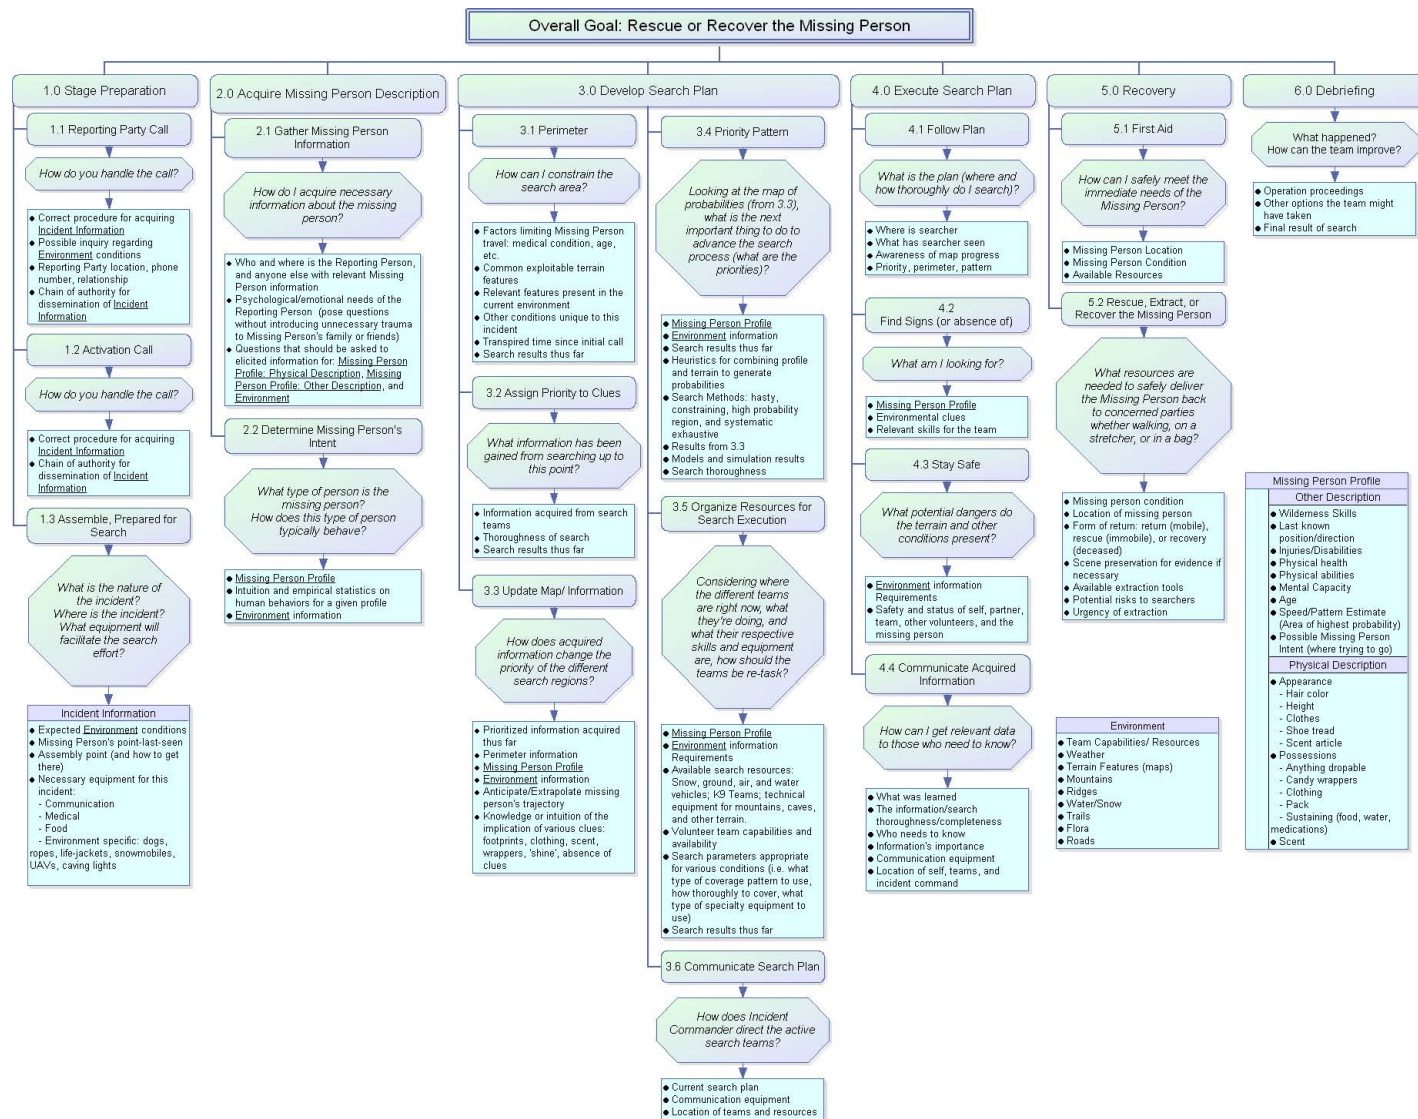 Overall Goal: Rescue or Recover the Missing Person
1.0 Stage Preparation
1.1 Reporting Party Call
How do you handle the call?
Correct procedure for acquiring
Incident Information
Possible inquiry regarding
Environment conditions
Reporting Party location, phone
number, relationship
Chain of authority for
dissemination of Incident
Information
1.2 Activation Call
How do you handle the call?
Correct procedure for acquiring
Incident Information
Chain of authority for
dissemination of Incident
Information
1.3 Assemble, Prepared for
Search
What is the nature of
the incident?
Where is the incident?
What equipment will
facilitate the search
effort?
Incident Information
Expected Environment conditions
Missing Person's point-last-seen
Assembly point (and how to get
there)
Necessary equipment for this
incident:
- Communication
- Medical
- Food
- Environment specific: dogs,
ropes, life-jackets, snowmobiles,
UAVs, caving lights
2.0 Acquire Missing Person Description
2.1 Gather Missing Person
Information
How do I acquire necessary
information about the missing
person?
Who and where is the Reporting Person,
and anyone else with relevant Missing
Person information
Psychological/emotional needs of the
Reporting Person (pose questions
without introducing unnecessary trauma
to Missing Person's family or friends)
Questions that should be asked to
elicited information for: Missing Person
Profile: Physical Description, Missing
Person Profile: Other Description, and
Environment
2.2 Determine Missing Person's
Intent
What type of person is the
missing person?
How does this type of person
typically behave?
Missing Person Profile
Intuition and empirical statistics on
human behaviors for a given profile
Environment information
3.0 Develop Search Plan
3.1 Perimeter
How can I constrain the
search area?
Factors limiting Missing Person
travel: medical condition, age,
etc.
Common exploitable terrain
features
Relevant features present in the
current environment
Other conditions unique to this
incident
Transpired time since initial call
Search results thus far
3.2 Assign Priority to Clues
What information has been
gained from searching up to
this point?
Information acquired from search
teams
Thoroughness of search
Search results thus far
3.3 Update Map/ Information
How does acquired
information change the
priority of the different
search regions?
Prioritized information acquired
thus far
Perimeter information
Missing Person Profile
Environment information
Anticipate/Extrapolate missing
person's trajectory
Knowledge or intuition of the
implication of various clues:
footprints, clothing, scent,
wrappers, 'shine', absence of
clues
3.4 Priority Pattern
Looking at the map of
probabilities (from 3.3),
what is the next
important thing to do to
advance the search
process (what are the
priorities)?
Missing Person Profile
Environment information
Search results thus far
Heuristics for combining profile
and terrain to generate
probabilities
Search Methods: hasty,
constraining, high probability
region, and systematic
exhaustive
Results from 3.3
Models and simulation results
Search thoroughness
3.5 Organize Resources for
Search Execution
Considering where
the different teams
are right now, what
they're doing, and
what their respective
skills and equipment
are, how should the
teams be re-task?
Missing Person Profile
Environment information
Requirements
Available search resources:
Snow, ground, air, and water
vehicles; K9 Teams; technical
equipment for mountains, caves,
and other terrain.
Volunteer team capabilities and
availability
Search parameters appropriate
for various conditions (i.e. what
type of coverage pattern to use,
how thoroughly to cover, what
type of specialty equipment to
use)
Search results thus far
3.6 Communicate Search Plan
How does Incident
Commander direct the active
search teams?
Current search plan
Communication equipment
Location of teams and resources
4.0 Execute Search Plan
4.1 Follow Plan
What is the plan (where and
how thoroughly do I search)?
Where is searcher
What has searcher seen
Awareness of map progress
Priority, perimeter, pattern
4.2
Find Signs (or absence of)
What am I looking for?
Missing Person Profile
Environmental clues
Relevant skills for the team
4.3 Stay Safe
What potential dangers do
the terrain and other
conditions present?
Environment information
Requirements
Safety and status of self, partner,
team, other volunteers, and the
missing person
4.4 Communicate Acquired
Information
How can I get relevant data
to those who need to know?
What was learned
The information/search
thoroughness/completeness
Who needs to know
Information's importance
Communication equipment
Location of self, teams, and
incident command
5.0 Recovery
5.1 First Aid
How can I safely meet the
immediate needs of the
Missing Person?
Missing Person Location
Missing Person Condition
Available Resources
5.2 Rescue, Extract, or
Recover the Missing Person
What resources are
needed to safely deliver
the Missing Person back
to concerned parties
whether walking, on a
stretcher, or in a bag?
Missing person condition
Location of missing person
Form of return: return (mobile),
rescue (immobile), or recovery
(deceased)
Scene preservation for evidence if
necessary
Available extraction tools
Potential risks to searchers
Urgency of extraction
Environment
Team Capabilities/ Resources
Weather
Terrain Features (maps)
Mountains
Ridges
Water/Snow
Trails
Flora
Roads
6.0 Debriefing
What happened?
How can the team improve?
Operation proceedings
Other options the team might
have taken
Final result of search
Missing Person Profile
Other Description
Wilderness Skills
Last known
position/direction
Injuries/Disabilities
Physical health
Physical abilities
Mental Capacity
Age
Speed/Pattern Estimate
(Area of highest probability)
Possible Missing Person
Intent (where trying to go)
Physical Description
Appearance
- Hair color
- Height
- Clothes
- Shoe tread
- Scent article
Possessions
- Anything dropable
- Candy wrappers
- Clothing
- Pack
- Sustaining (food, water,
medications)
Scent